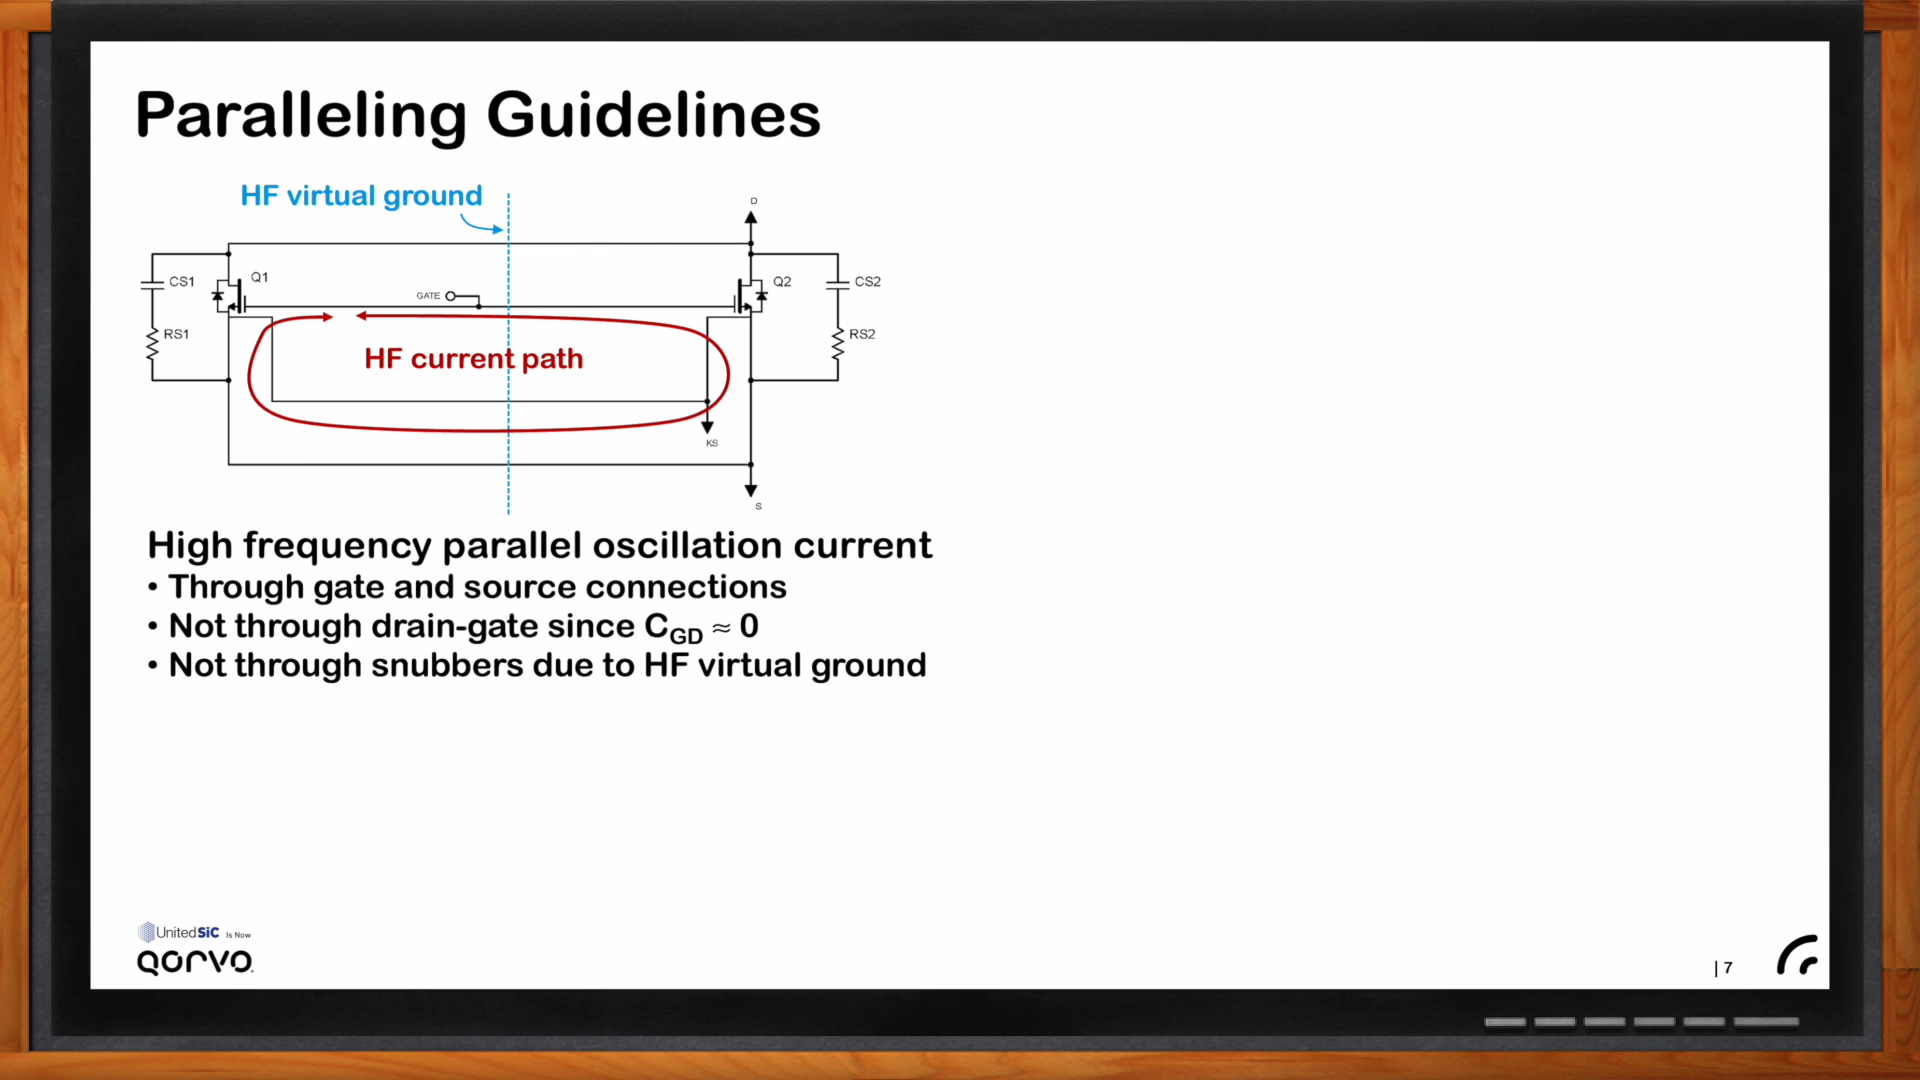 Paralleling Guidelines
HF virtual ground
D
CS1
Q1
GATE
Q2
CS2
RS1
RS2
HF current path
KS
S
High frequency parallel oscillation current
• Through gate and source connections
• Not through drain-gate since CGD ≈ 0
• Not through snubbers due to HF virtual ground
UnitedSiC Is Now
QORVO
| 7